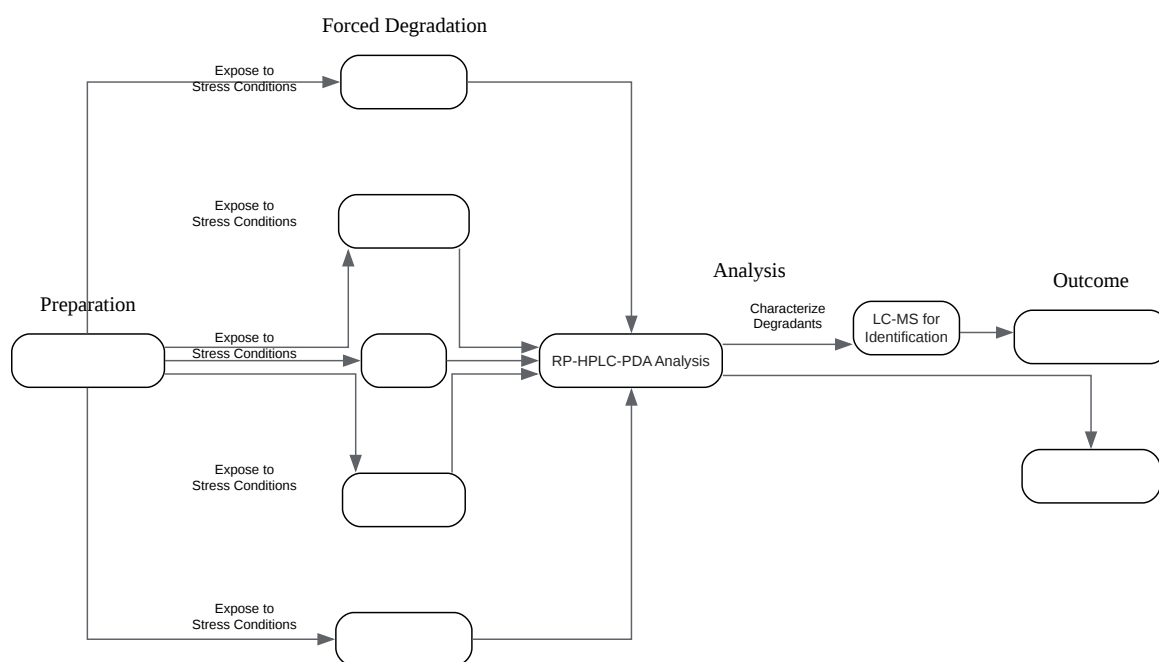 Forced Degradation
Expose to
Stress Conditions
Expose to
Stress Conditions
Analysis
Outcome
Preparation
Characterize
Degradants
LC-MS for
Identification
Expose to
Stress Conditions
RP-HPLC-PDA Analysis
Expose to
Stress Conditions
Expose to
Stress Conditions